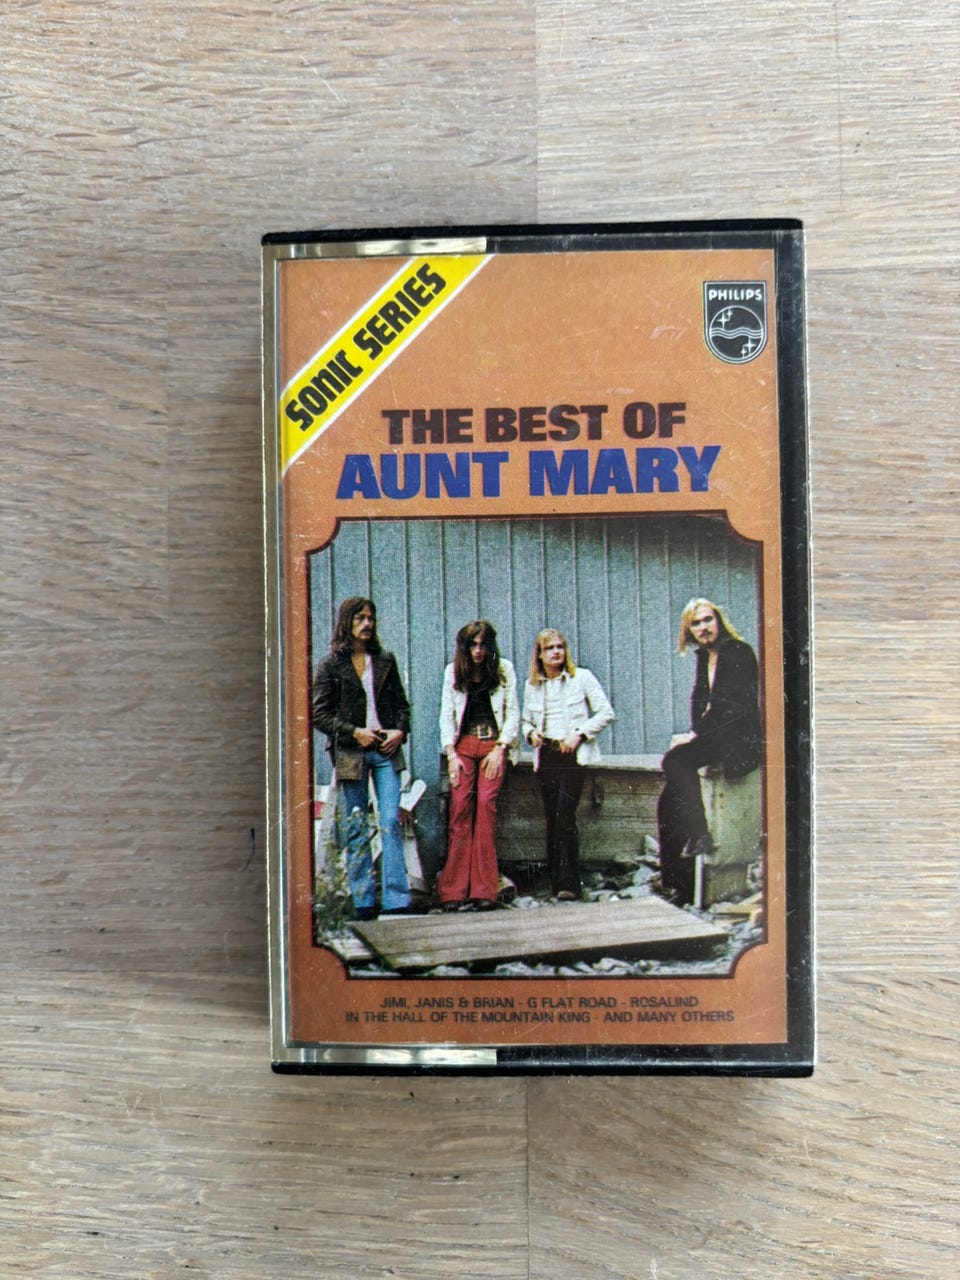 SONIC SERIES
PHILIPS
THE BEST OF
AUNT MARY
JIMI, JANIS & BRIAN - G FLAT ROAD - ROSALIND
IN THE HALL OF THE MOUNTAIN KING - AND MANY OTHERS